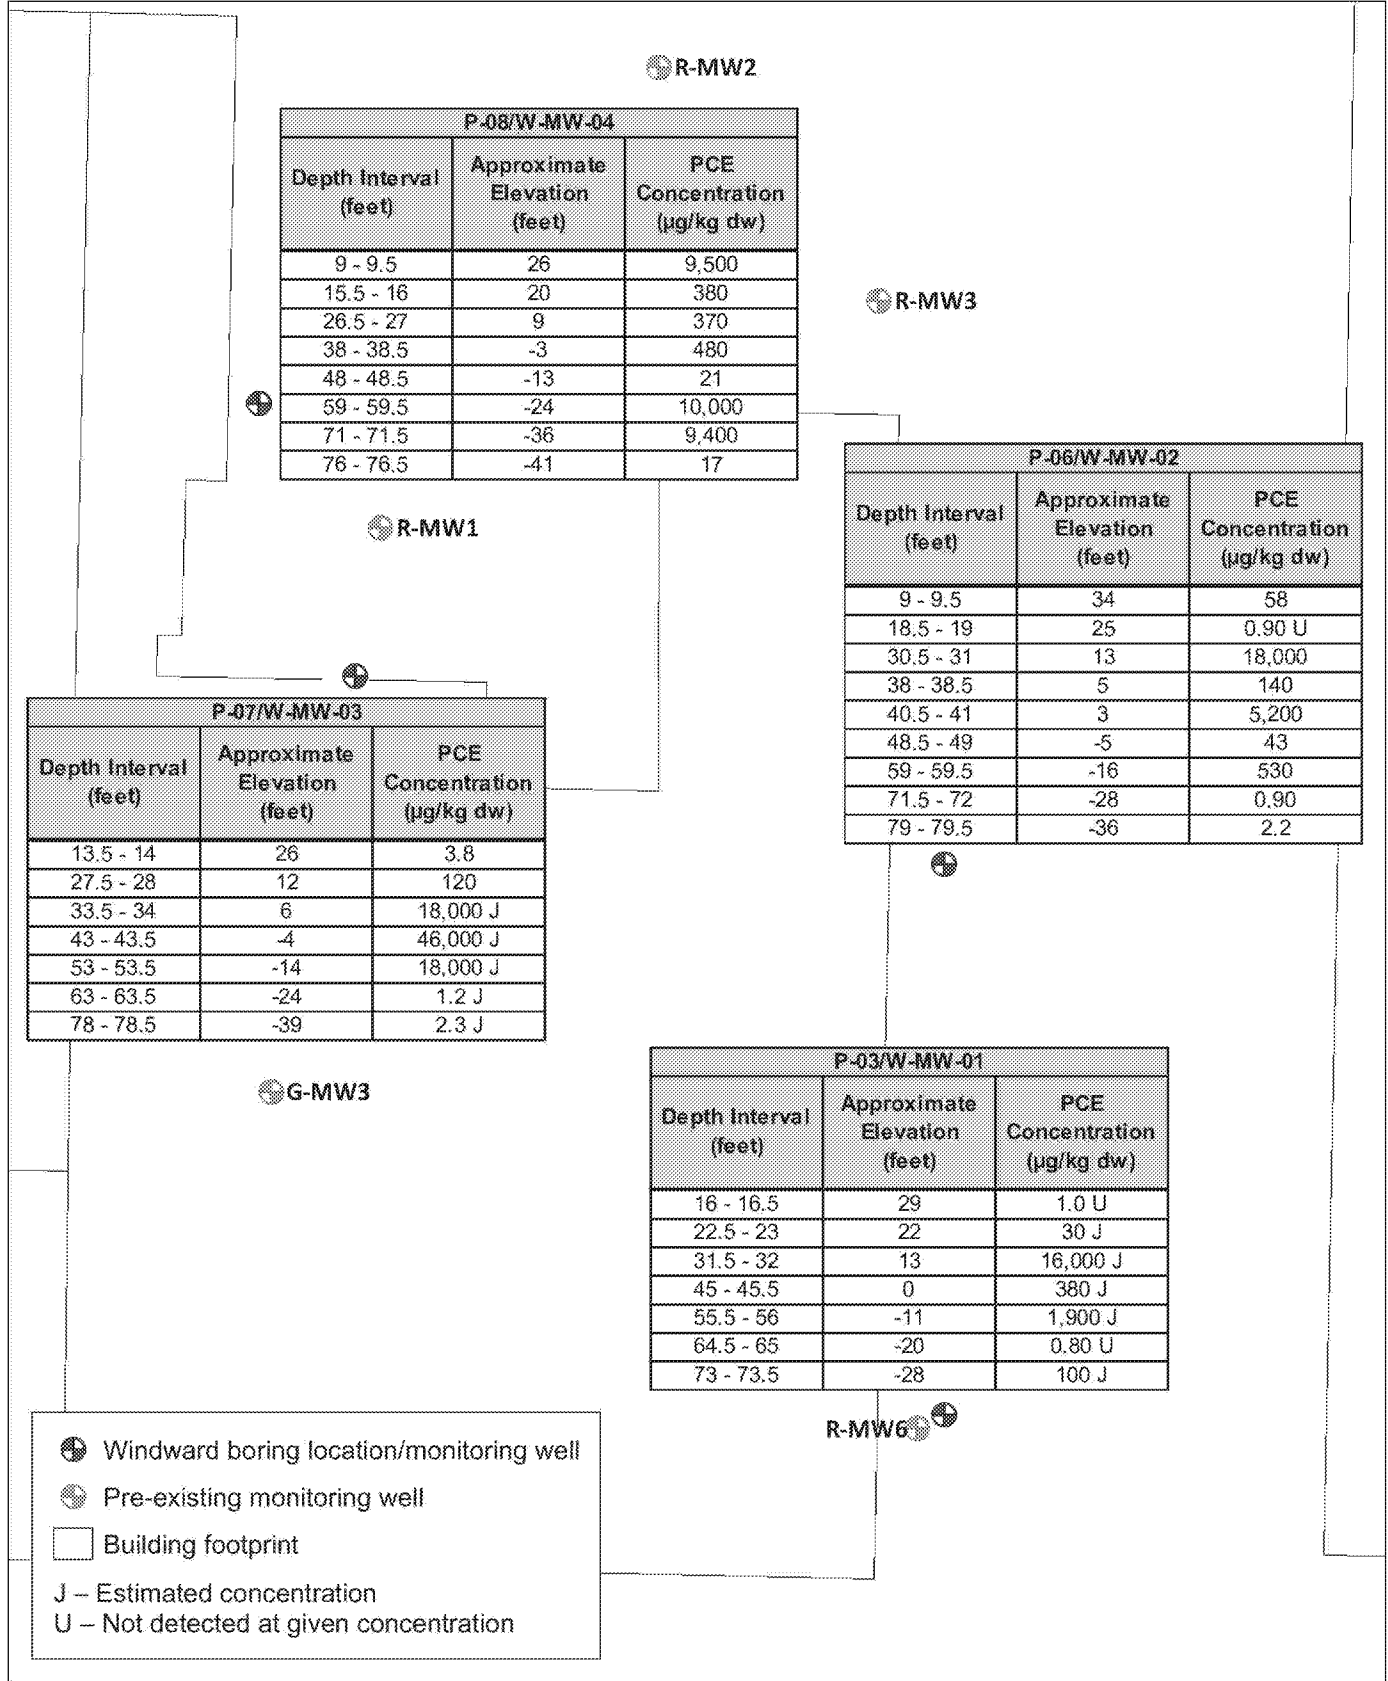 R-MW2
P-08/W-MW-04
Depth Interval (feet) Approximate Elevation (feet) PCE Concentration (µg/kg dw)
9 - 9.5 26 9,500
15.5 - 16 20 380
26.5 - 27 9 370
38 - 38.5 -3 480
48 - 48.5 -13 21
59 - 59.5 -24 10,000
71 - 71.5 -36 9,400
76 - 76.5 -41 17
R-MW3
R-MW1
P-06/W-MW-02
Depth Interval (feet) Approximate Elevation (feet) PCE Concentration (µg/kg dw)
9 - 9.5 34 58
18.5 - 19 25 0.90 U
30.5 - 31 13 18,000
38 - 38.5 5 140
40.5 - 41 3 5,200
48.5 - 49 -5 43
59 - 59.5 -16 530
71.5 - 72 -28 0.90
79 - 79.5 -36 2.2
P-07/W-MW-03
Depth Interval (feet) Approximate Elevation (feet) PCE Concentration (µg/kg dw)
13.5 - 14 26 3.8
27.5 - 28 12 120
33.5 - 34 6 18,000 J
43 - 43.5 -4 46,000 J
53 - 53.5 -14 18,000 J
63 - 63.5 -24 1.2 J
78 - 78.5 -39 2.3 J
G-MW3
P-03/W-MW-01
Depth Interval (feet) Approximate Elevation (feet) PCE Concentration (µg/kg dw)
16 - 16.5 29 1.0 U
22.5 - 23 22 30 J
31.5 - 32 13 16,000 J
45 - 45.5 0 380 J
55.5 - 56 -11 1,900 J
64.5 - 65 -20 0.80 U
73 - 73.5 -28 100 J
R-MW6
Windward boring location/monitoring well
Pre-existing monitoring well
Building footprint
J – Estimated concentration
U – Not detected at given concentration